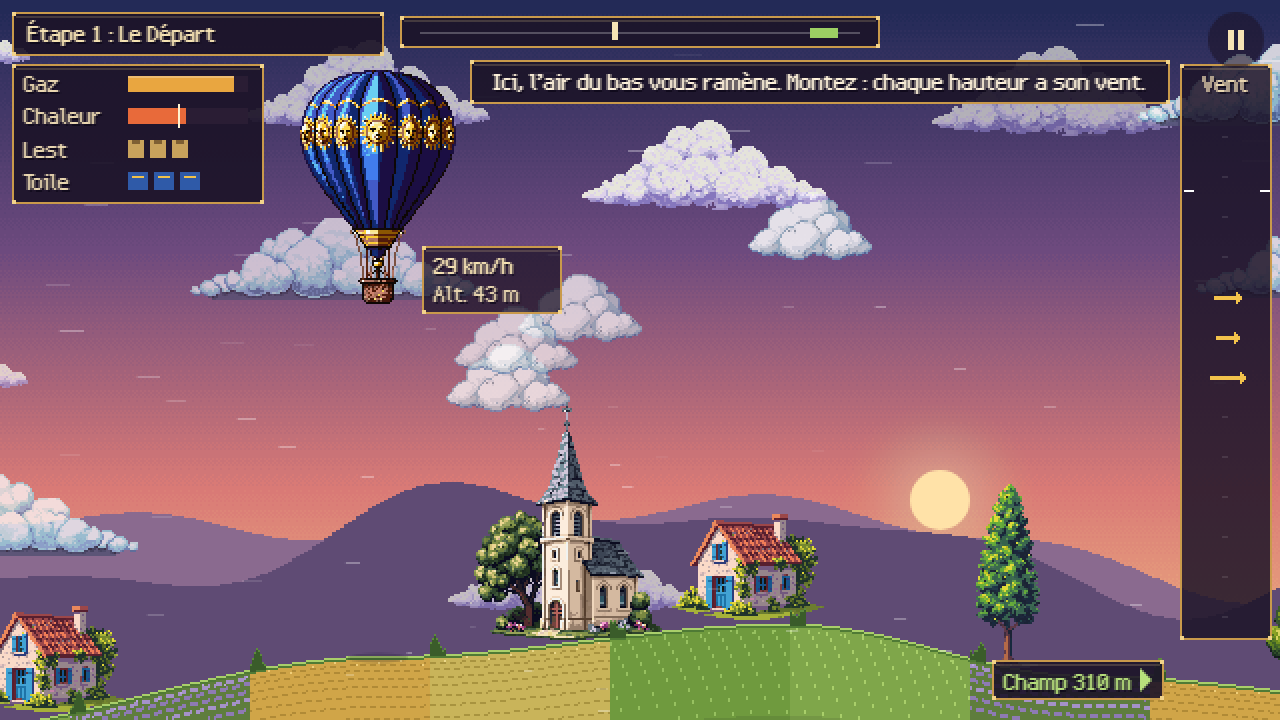 Étape 1 : Le Départ
Gaz
Chaleur
Lest
Toile
Ici, l'air du bas vous ramène. Montez : chaque hauteur a son vent.
Vent
29 km/h
Alt. 43 m
Champ 310 m